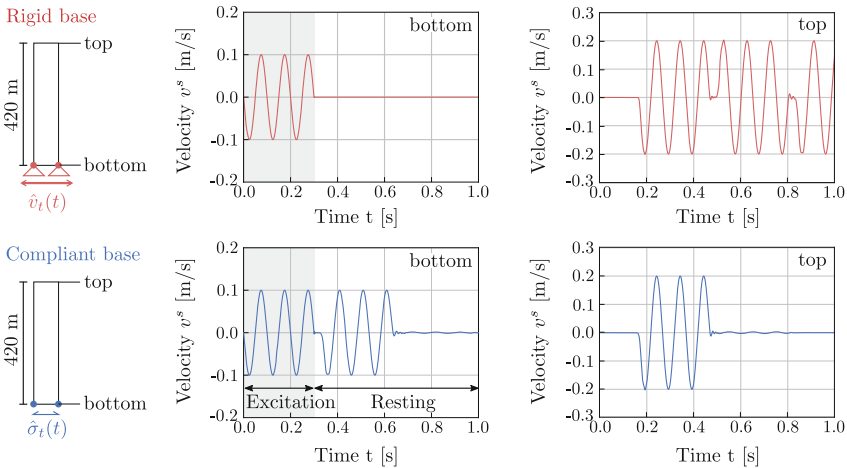 Rigid base
top
420 m
bottom
v̂ₜ(t)
Velocity vˢ [m/s]
0.2
0.1
0.0
-0.1
-0.2
bottom
0.0 0.2 0.4 0.6 0.8 1.0
Time t [s]
Velocity vˢ [m/s]
0.3
0.2
0.1
0.0
-0.1
-0.2
-0.3
top
0.0 0.2 0.4 0.6 0.8 1.0
Time t [s]
Compliant base
top
420 m
bottom
σ̂ₜ(t)
Velocity vˢ [m/s]
0.2
0.1
0.0
-0.1
-0.2
bottom
Excitation Resting
0.0 0.2 0.4 0.6 0.8 1.0
Time t [s]
Velocity vˢ [m/s]
0.3
0.2
0.1
0.0
-0.1
-0.2
-0.3
top
0.0 0.2 0.4 0.6 0.8 1.0
Time t [s]